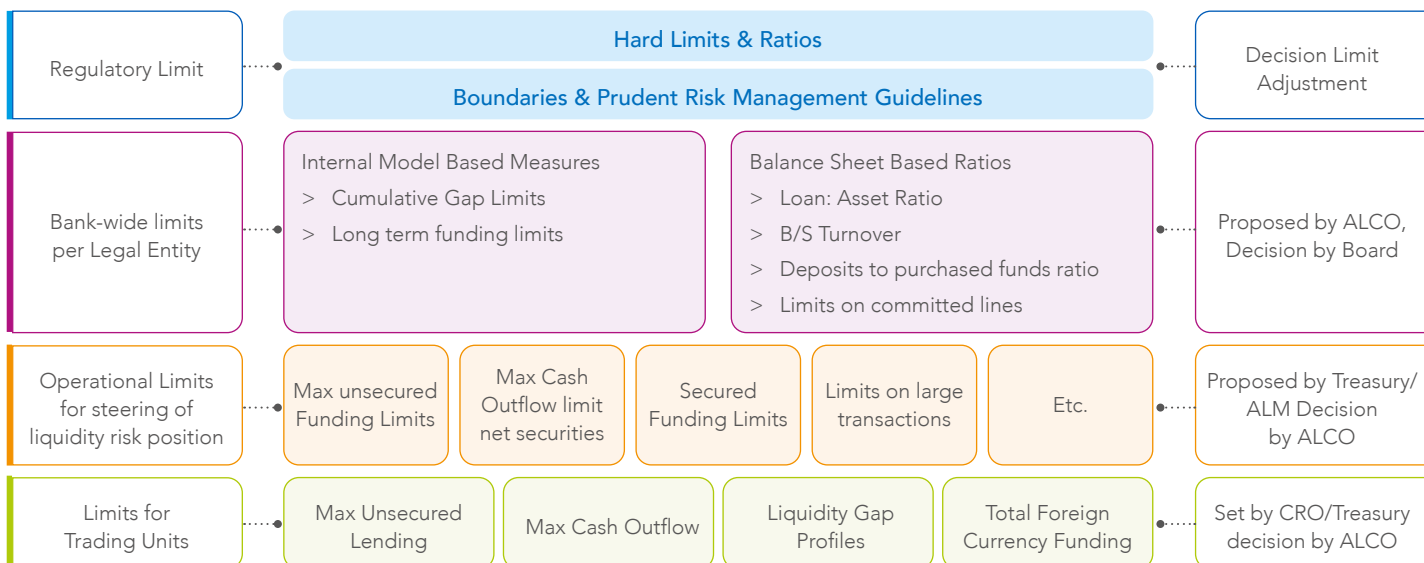 Regulatory Limit
Hard Limits & Ratios
Boundaries & Prudent Risk Management Guidelines
Decision Limit
Adjustment
Bank-wide limits
per Legal Entity
Internal Model Based Measures
> Cumulative Gap Limits
> Long term funding limits
Balance Sheet Based Ratios
> Loan: Asset Ratio
> B/S Turnover
> Deposits to purchased funds ratio
> Limits on committed lines
Proposed by ALCO,
Decision by Board
Operational Limits
for steering of
liquidity risk position
Max unsecured
Funding Limits
Max Cash
Outflow limit
net securities
Secured
Funding Limits
Limits on large
transactions
Etc.
Proposed by Treasury/
ALM Decision
by ALCO
Limits for
Trading Units
Max Unsecured
Lending
Max Cash Outflow
Liquidity Gap
Profiles
Total Foreign
Currency Funding
Set by CRO/Treasury
decision by ALCO